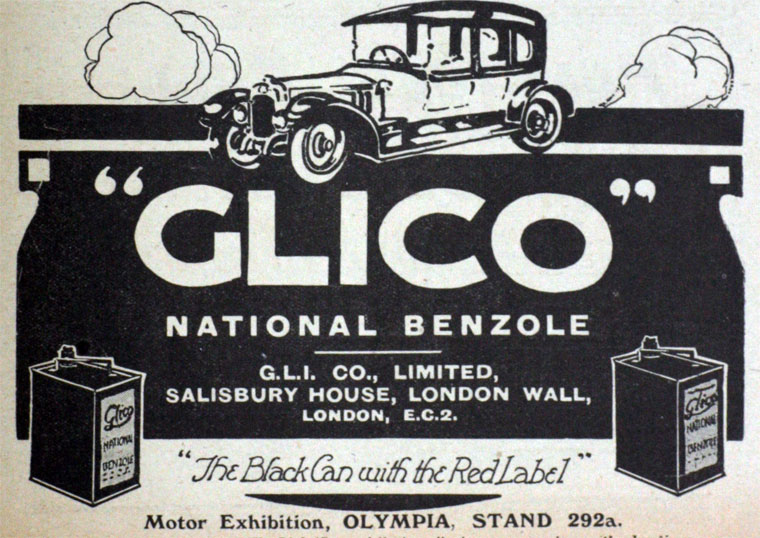 "GLICO"
NATIONAL BENZOLE
G.L.I. CO., LIMITED,
SALISBURY HOUSE, LONDON WALL,
LONDON, E.C.2.
Glico
NATIONAL
BENZOLE
Glico
NATIONAL
BENZOLE
"The Black Can with the Red Label"
Motor Exhibition, OLYMPIA, STAND 292a.